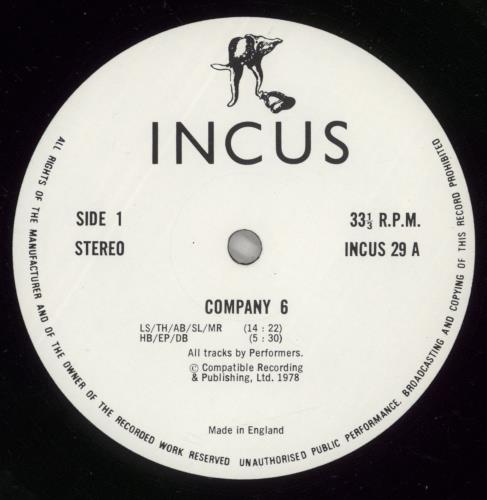 INCUS
SIDE 1
STEREO
33⅓ R.P.M.
INCUS 29 A
COMPANY 6
LS/TH/AB/SL/MR (14 : 22)
HB/EP/DB (5 : 30)
All tracks by Performers.
© Compatible Recording
& Publishing, Ltd. 1978
Made in England
ALL RIGHTS OF THE MANUFACTURER AND OF THE OWNER OF THE RECORDED WORK RESERVED UNAUTHORISED PUBLIC PERFORMANCE, BROADCASTING AND COPYING OF THIS RECORD PROHIBITED